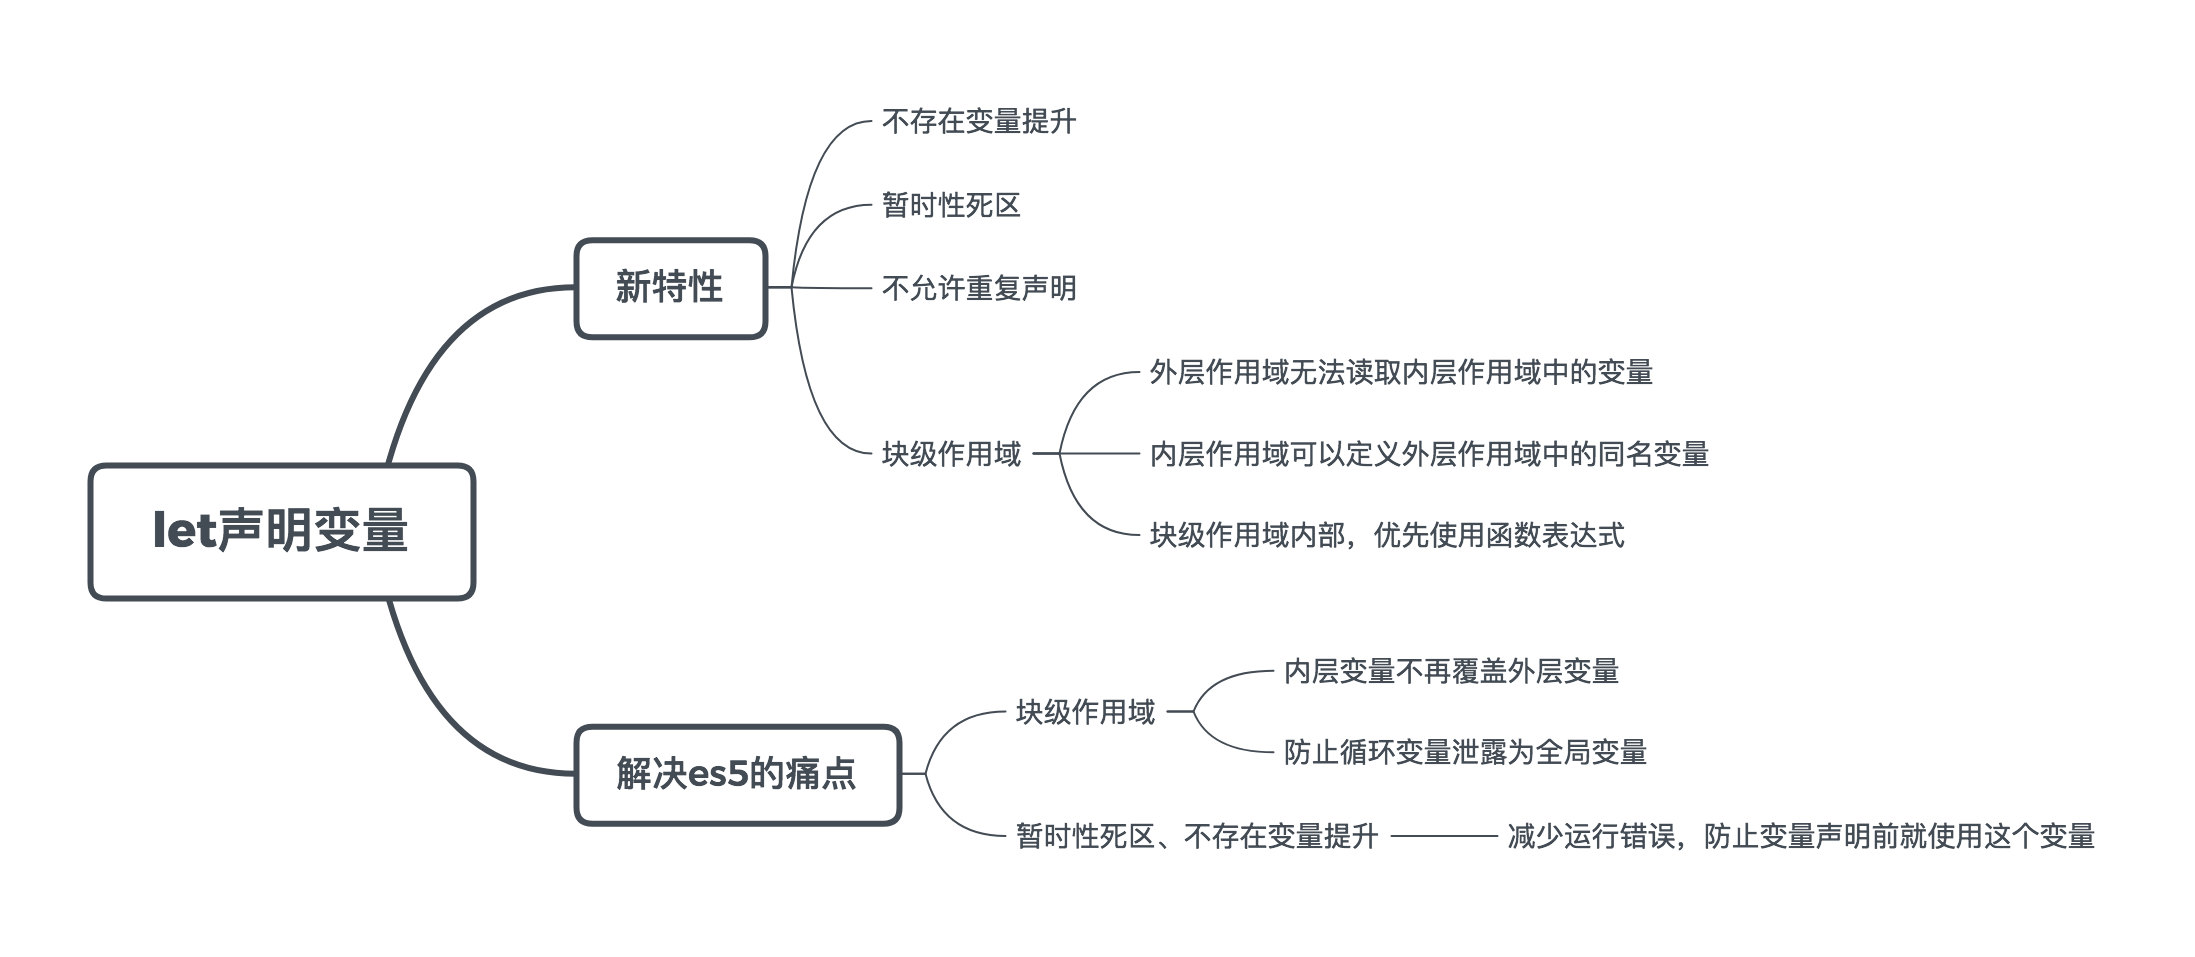 let声明变量
新特性
不存在变量提升
暂时性死区
不允许重复声明
块级作用域
外层作用域无法读取内层作用域中的变量
内层作用域可以定义外层作用域中的同名变量
块级作用域内部，优先使用函数表达式
解决es5的痛点
块级作用域
内层变量不再覆盖外层变量
防止循环变量泄露为全局变量
暂时性死区、不存在变量提升
减少运行错误，防止变量声明前就使用这个变量